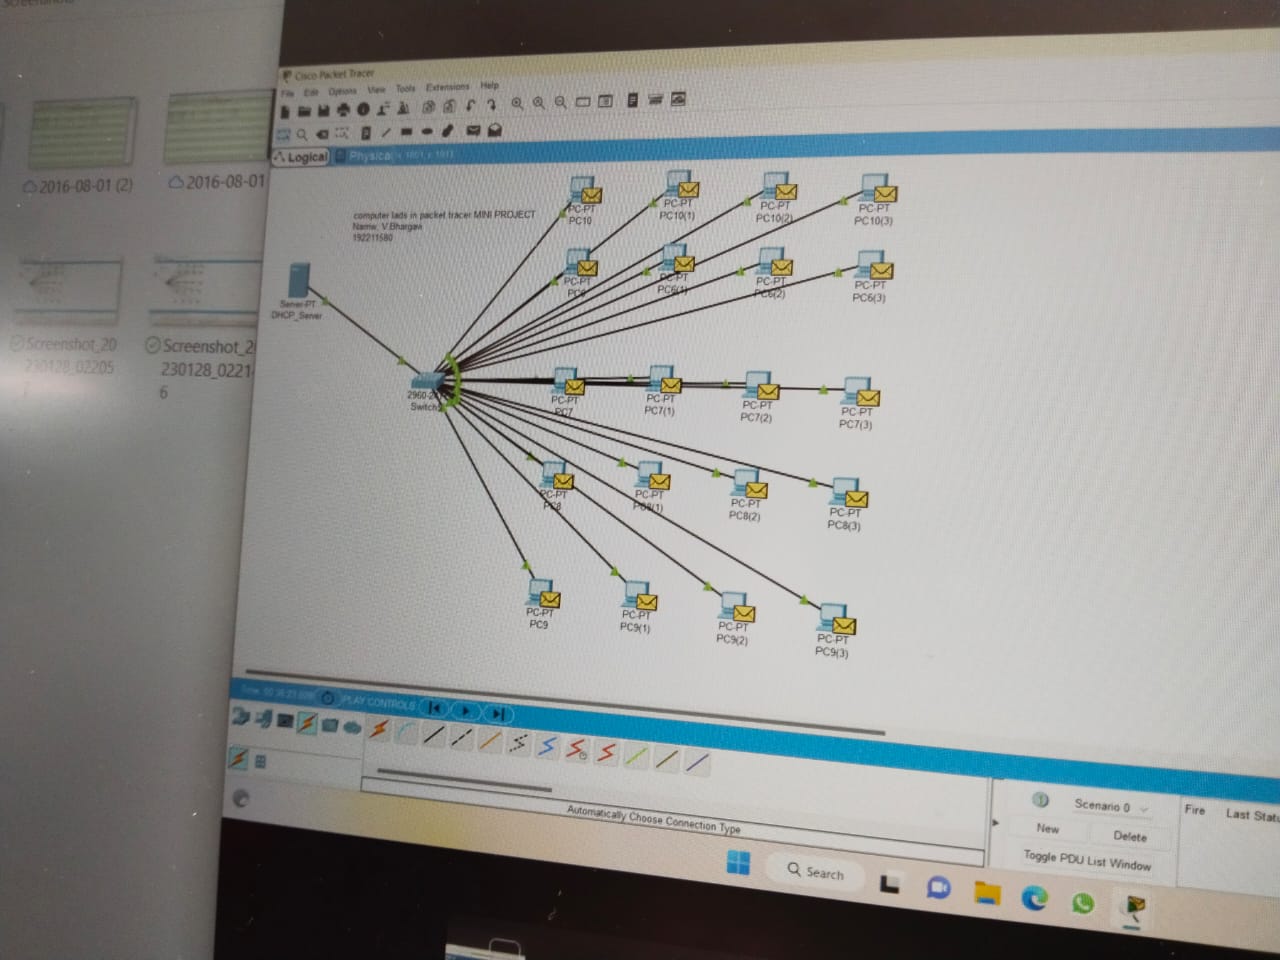 Screenshots
2016-08-01 (2)
2016-08-01
Screenshot_20
230128_02205
Screenshot_2
230128_0221
6
Cisco Packet Tracer
File Edit Options View Tools Extensions Help
Logical Physical
computer lads in packet tracer MINI PROJECT
Namw: V.Bhargav
192211580
Server-PT
DHCP_Server
Switch
PC-PT
PC10
PC-PT
PC10(1)
PC-PT
PC10(2)
PC-PT
PC10(3)
PC-PT
PC6
PC-PT
PC6(1)
PC-PT
PC6(2)
PC-PT
PC6(3)
PC-PT
PC7
PC-PT
PC7(1)
PC-PT
PC7(2)
PC-PT
PC7(3)
PC-PT
PC8
PC-PT
PC8(1)
PC-PT
PC8(2)
PC-PT
PC8(3)
PC-PT
PC9
PC-PT
PC9(1)
PC-PT
PC9(2)
PC-PT
PC9(3)
PLAY CONTROLS
Automatically Choose Connection Type
Scenario 0
New Delete
Toggle PDU List Window
Fire Last Statu
Search